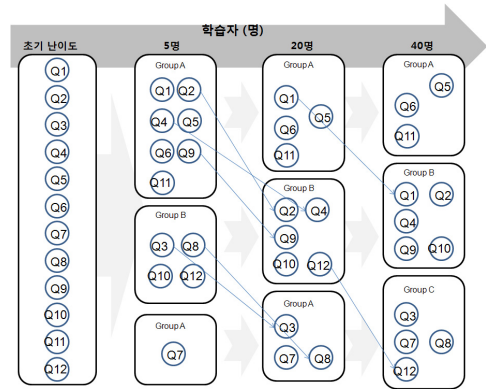 학습자 (명)
초기 난이도 5명 20명 40명
Q1
Q2
Q3
Q4
Q5
Q6
Q7
Q8
Q9
Q10
Q11
Q12
Group A
Q1 Q2
Q4 Q5
Q6 Q9
Q11
Group B
Q3 Q8
Q10 Q12
Group A
Q7
Group A
Q1
Q5
Q6
Q11
Group B
Q2 Q4
Q9
Q10 Q12
Group A
Q3
Q7 Q8
Group A
Q5
Q6
Q11
Group B
Q1 Q2
Q4
Q9 Q10
Group C
Q3
Q7 Q8
Q12